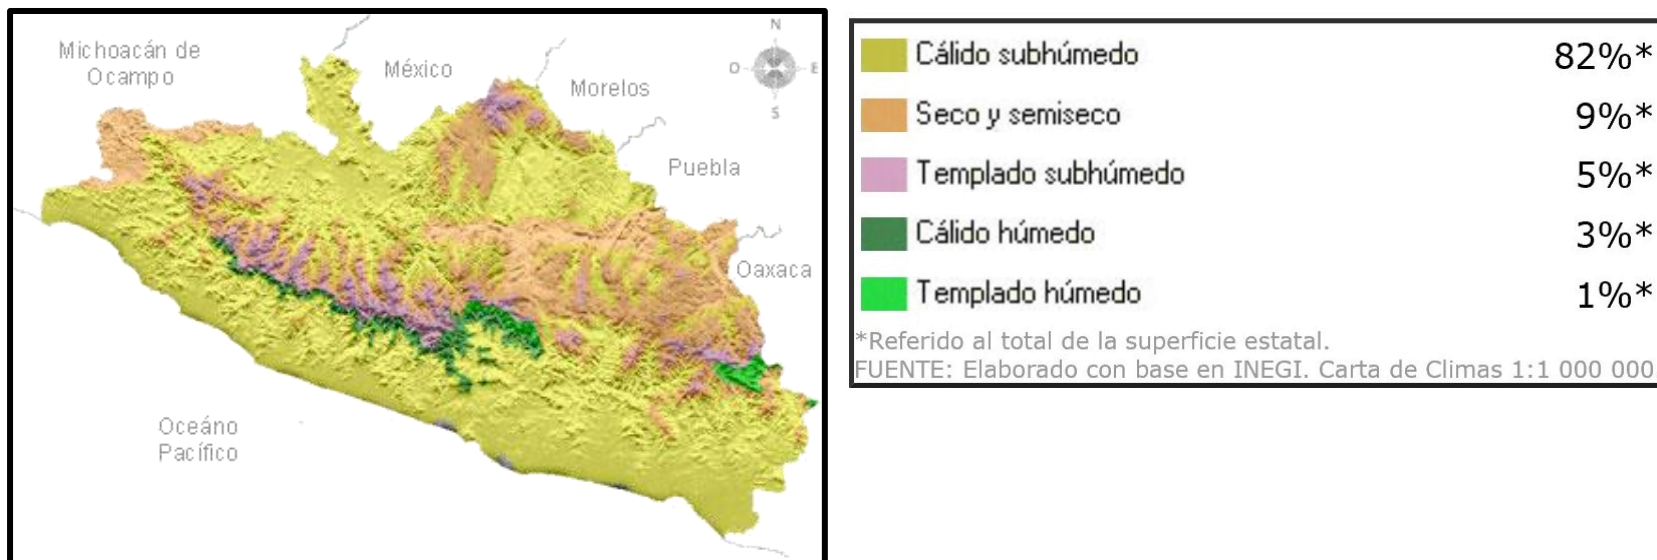 Michoacán de
Ocampo
México
Morelos
Puebla
Oaxaca
Oceáno
Pacífico
N
O
E
S
Cálido subhúmedo 82%*
Seco y semiseco 9%*
Templado subhúmedo 5%*
Cálido húmedo 3%*
Templado húmedo 1%*
*Referido al total de la superficie estatal.
FUENTE: Elaborado con base en INEGI. Carta de Climas 1:1 000 000